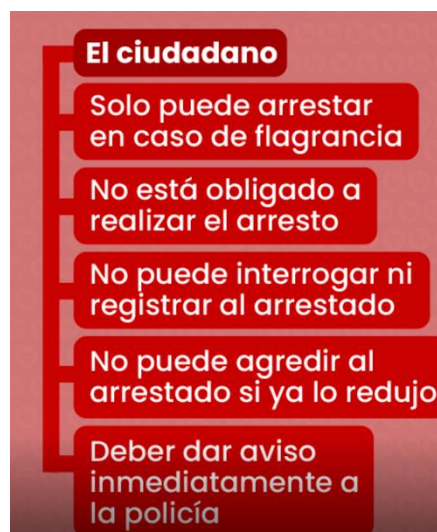 El ciudadano
Solo puede arrestar
en caso de flagrancia
No está obligado a
realizar el arresto
No puede interrogar ni
registrar al arrestado
No puede agredir al
arrestado si ya lo redujo
Deber dar aviso
inmediatamente a
la policía